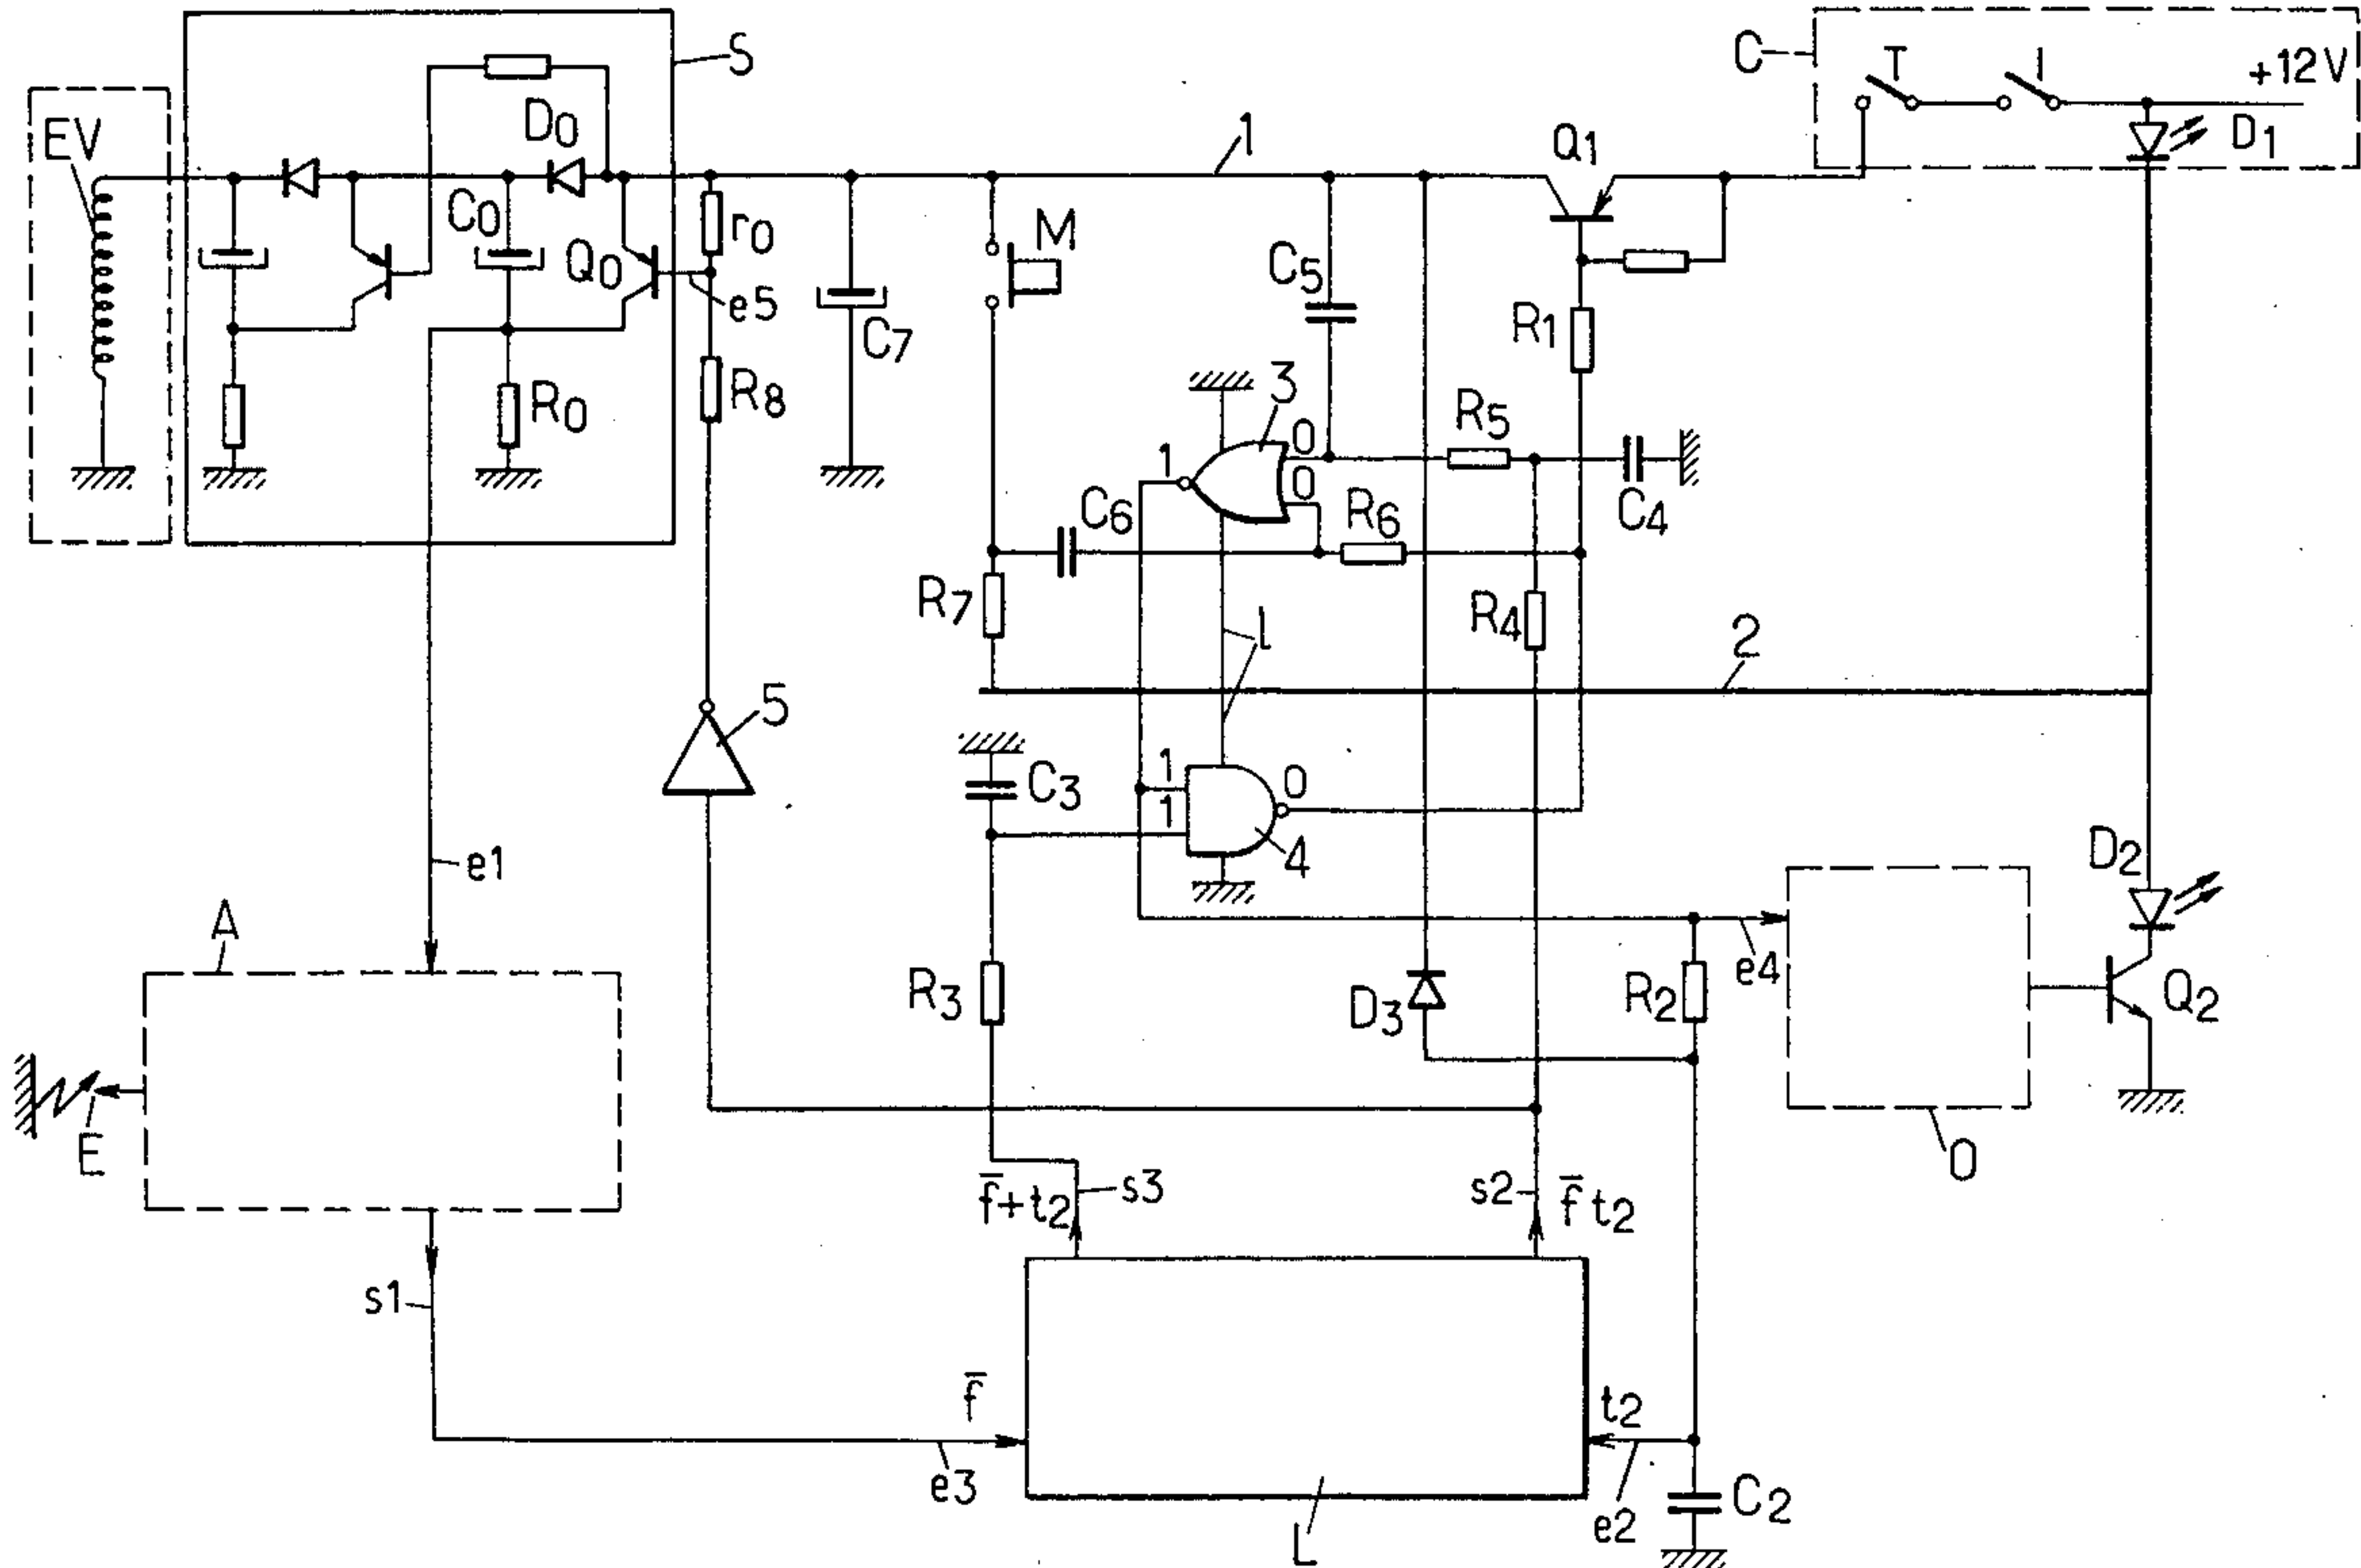 S
C
T
I
+12V
EV
D0
1
Q1
D1
C0
Q0
r0
M
C5
e5
C7
R1
R0
R8
3
R5
0
1
0
C6
R6
C4
R7
l
R4
2
5
C3
1
1
0
4
e1
D2
A
R3
D3
R2
e4
Q2
E
O
f̅+t2
s3
s2
f̅ t2
s1
f̅
t2
e3
e2
C2
L